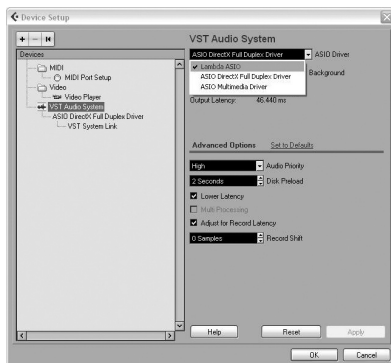 Device Setup
+ - |◀
Devices
MIDI
MIDI Port Setup
Video
Video Player
VST Audio System
ASIO DirectX Full Duplex Driver
VST System Link
VST Audio System
ASIO DirectX Full Duplex Driver ASIO Driver
✓ Lambda ASIO
ASIO DirectX Full Duplex Driver
ASIO Multimedia Driver
Background
Output Latency: 46.440 ms
Advanced Options Set to Defaults
High Audio Priority
2 Seconds Disk Preload
Lower Latency
Multi Processing
Adjust for Record Latency
0 Samples Record Shift
Help Reset Apply
OK Cancel